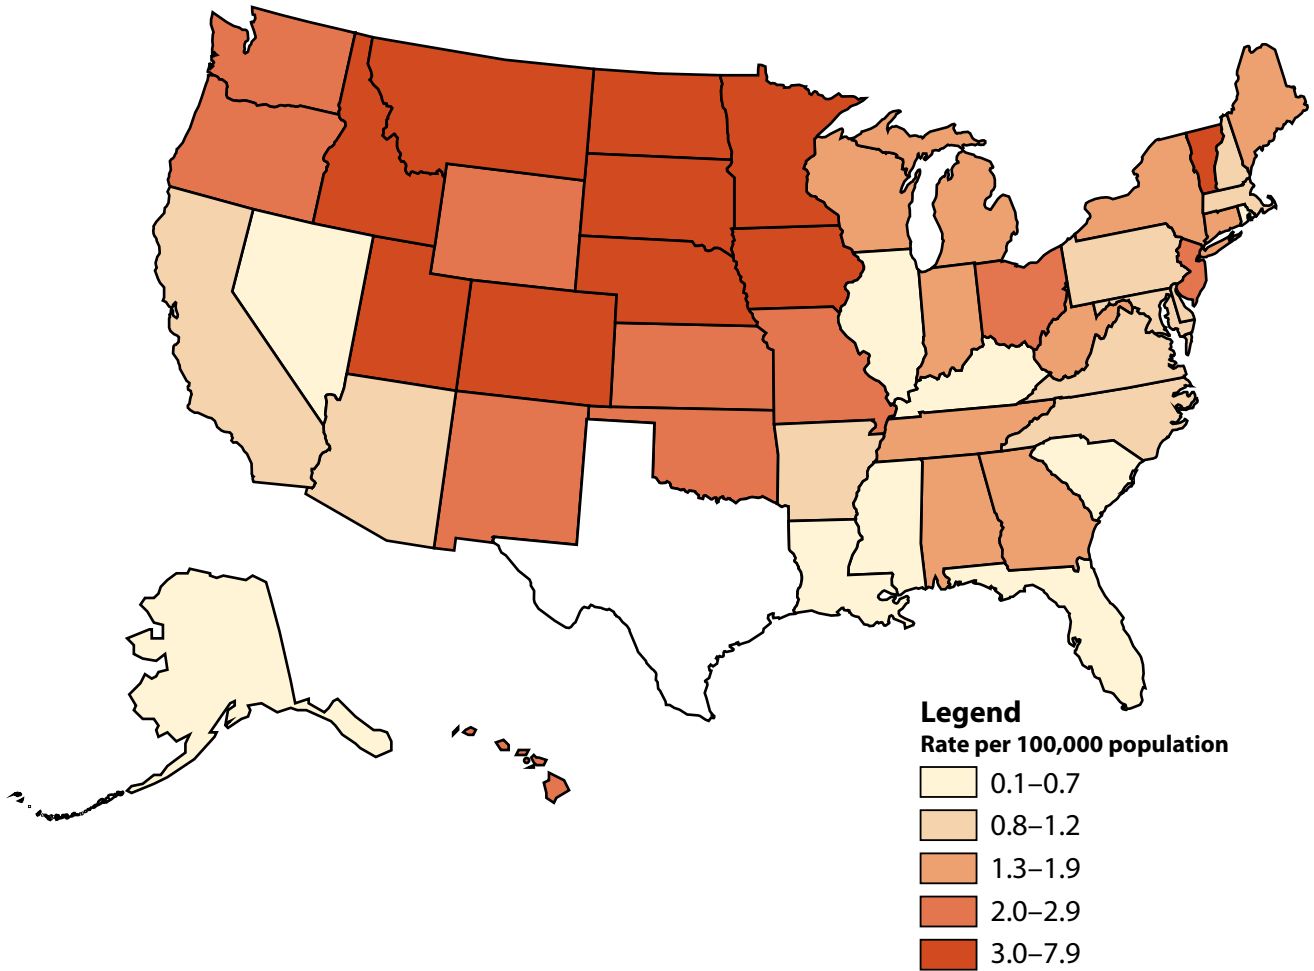 Legend
Rate per 100,000 population
0.1–0.7
0.8–1.2
1.3–1.9
2.0–2.9
3.0–7.9